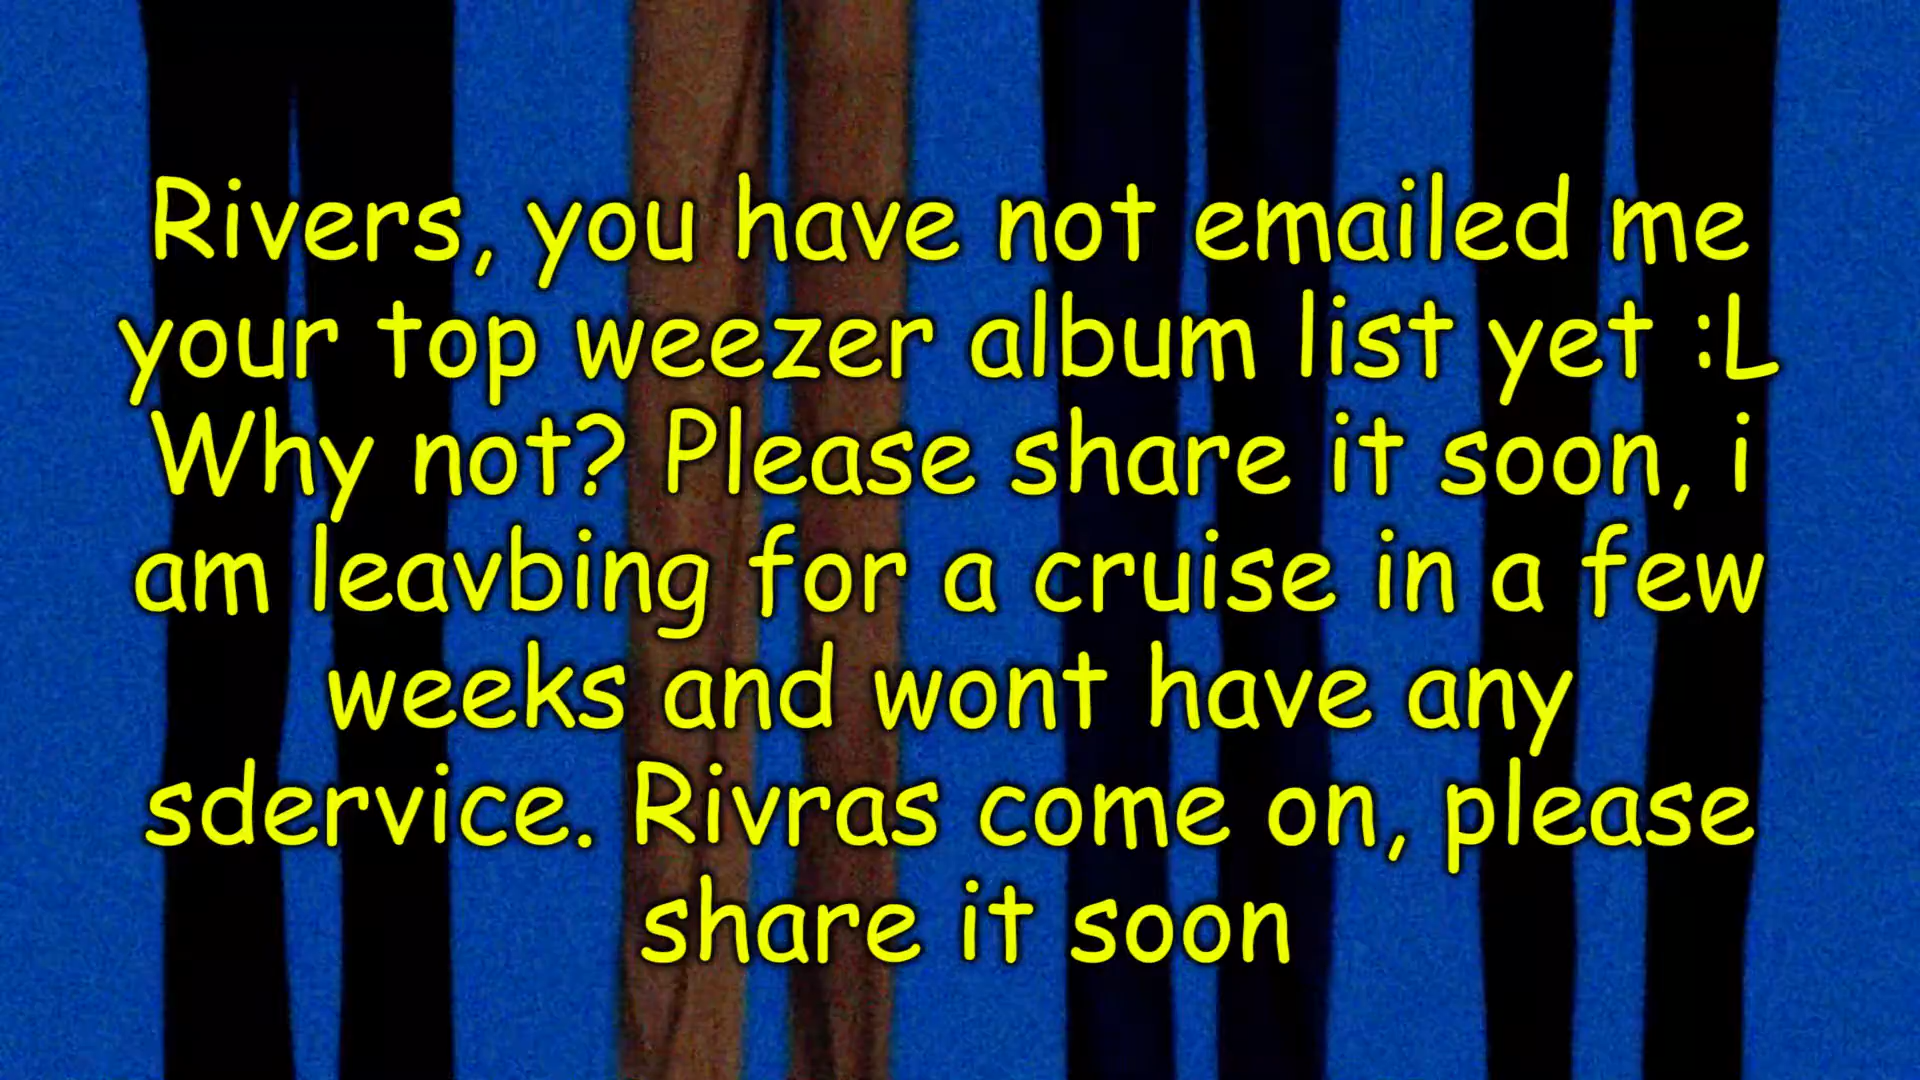 Rivers, you have not emailed me
your top weezer album list yet :L
Why not? Please share it soon, i
am leavbing for a cruise in a few
weeks and wont have any
sdervice. Rivras come on, please
share it soon